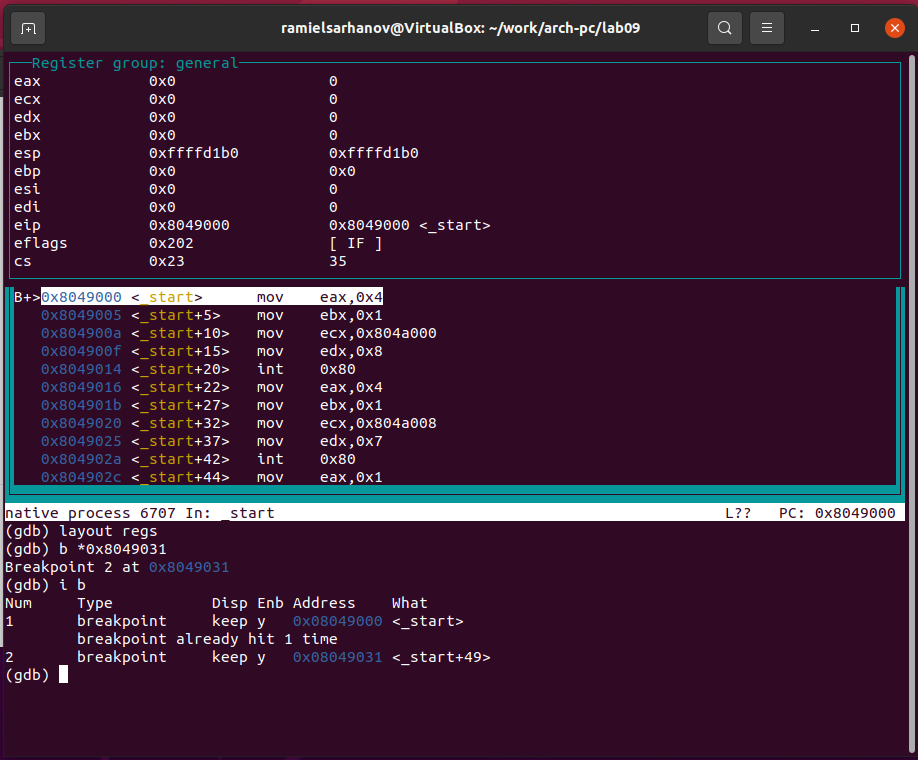 ramielsarhanov@VirtualBox: ~/work/arch-pc/lab09
Register group: general
eax 0x0 0
ecx 0x0 0
edx 0x0 0
ebx 0x0 0
esp 0xffffd1b0 0xffffd1b0
ebp 0x0 0x0
esi 0x0 0
edi 0x0 0
eip 0x8049000 0x8049000 <_start>
eflags 0x202 [ IF ]
cs 0x23 35
B+>0x8049000 <_start> mov eax,0x4
0x8049005 <_start+5> mov ebx,0x1
0x804900a <_start+10> mov ecx,0x804a000
0x804900f <_start+15> mov edx,0x8
0x8049014 <_start+20> int 0x80
0x8049016 <_start+22> mov eax,0x4
0x804901b <_start+27> mov ebx,0x1
0x8049020 <_start+32> mov ecx,0x804a008
0x8049025 <_start+37> mov edx,0x7
0x804902a <_start+42> int 0x80
0x804902c <_start+44> mov eax,0x1
native process 6707 In: _start L?? PC: 0x8049000
(gdb) layout regs
(gdb) b *0x8049031
Breakpoint 2 at 0x8049031
(gdb) i b
Num Type Disp Enb Address What
1 breakpoint keep y 0x08049000 <_start>
breakpoint already hit 1 time
2 breakpoint keep y 0x08049031 <_start+49>
(gdb)